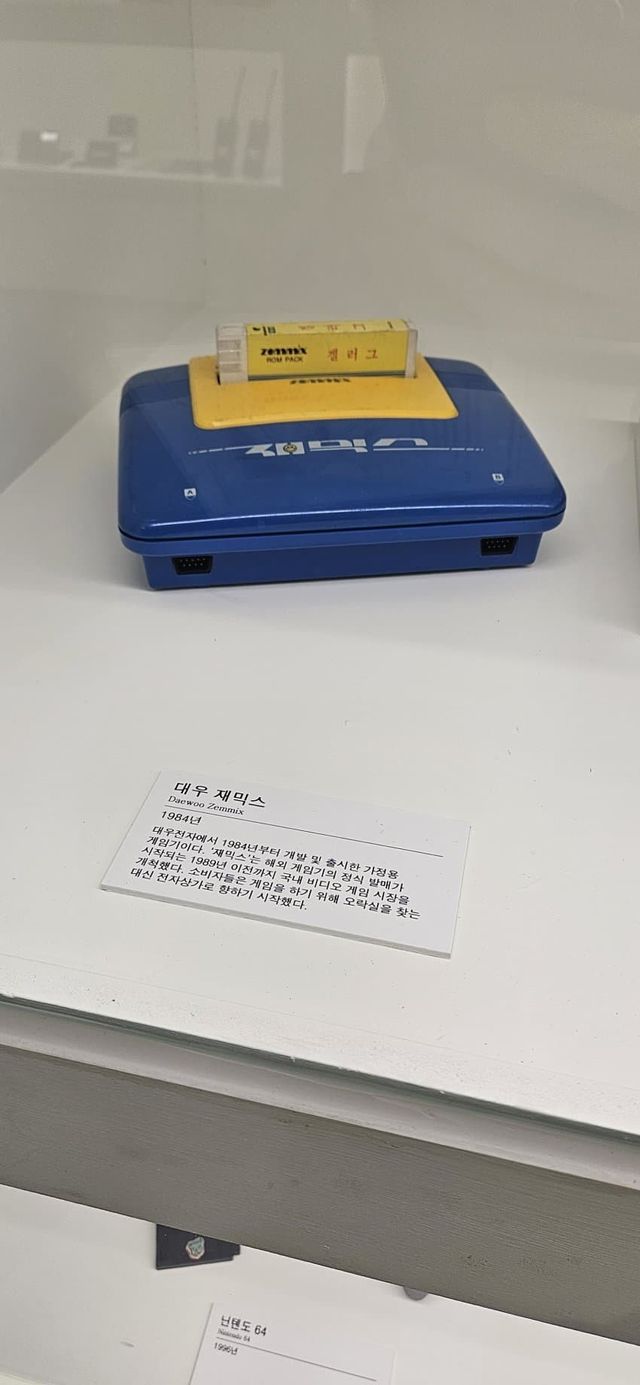 zemmix
ROM PACK
겔러그
zemmix
A
B
대우 재믹스
Daewoo Zemmix
1984년
대우전자에서 1984년부터 개발 및 출시한 가정용
게임기이다. '재믹스'는 해외 게임기의 정식 발매가
시작되는 1989년 이전까지 국내 비디오 게임 시장을
개척했다. 소비자들은 게임을 하기 위해 오락실을 찾는
대신 전자상가로 향하기 시작했다.
닌텐도 64
Nintendo 64
1996년